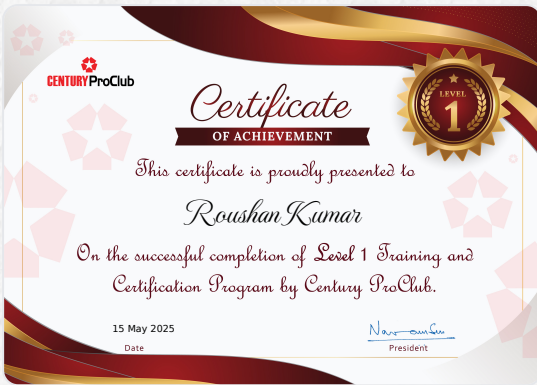 CENTURY ProClub
Certificate
OF ACHIEVEMENT
LEVEL
1
This certificate is proudly presented to
Roushan Kumar
On the successful completion of Level 1 Training and
Certification Program by Century ProClub.
15 May 2025
Date
President